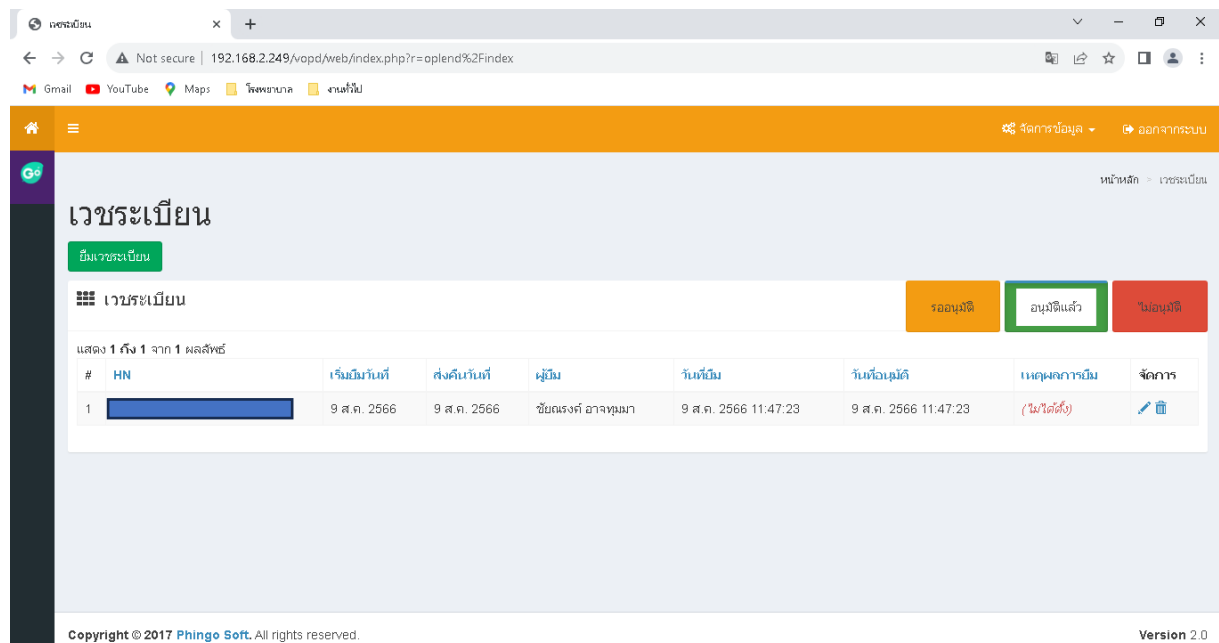 เวชระเบียน
Not secure | 192.168.2.249/vopd/web/index.php?r=oplend%2Findex
Gmail YouTube Maps โรงพยาบาล งานทั่วไป
จัดการข้อมูล ออกจากระบบ
Go
หน้าหลัก > เวชระเบียน
เวชระเบียน
ยืมเวชระเบียน
เวชระเบียน รออนุมัติ อนุมัติแล้ว ไม่อนุมัติ
แสดง 1 ถึง 1 จาก 1 ผลลัพธ์
# HN เริ่มยืมวันที่ ส่งคืนวันที่ ผู้ยืม วันที่ยืม วันที่อนุมัติ เหตุผลการยืม จัดการ
1 9 ส.ค. 2566 9 ส.ค. 2566 ชัยณรงค์ อาจทุมมา 9 ส.ค. 2566 11:47:23 9 ส.ค. 2566 11:47:23 (ไม่ได้ตั้ง)
Copyright © 2017 Phingo Soft. All rights reserved. Version 2.0